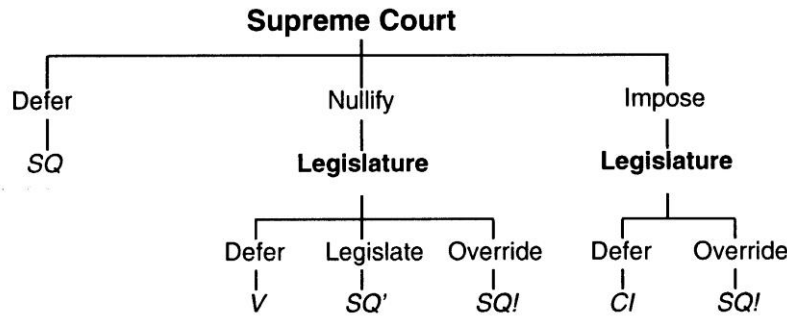 Supreme Court
Defer Nullify Impose
SQ Legislature Legislature
Defer Legislate Override Defer Override
V SQ' SQ! CI SQ!